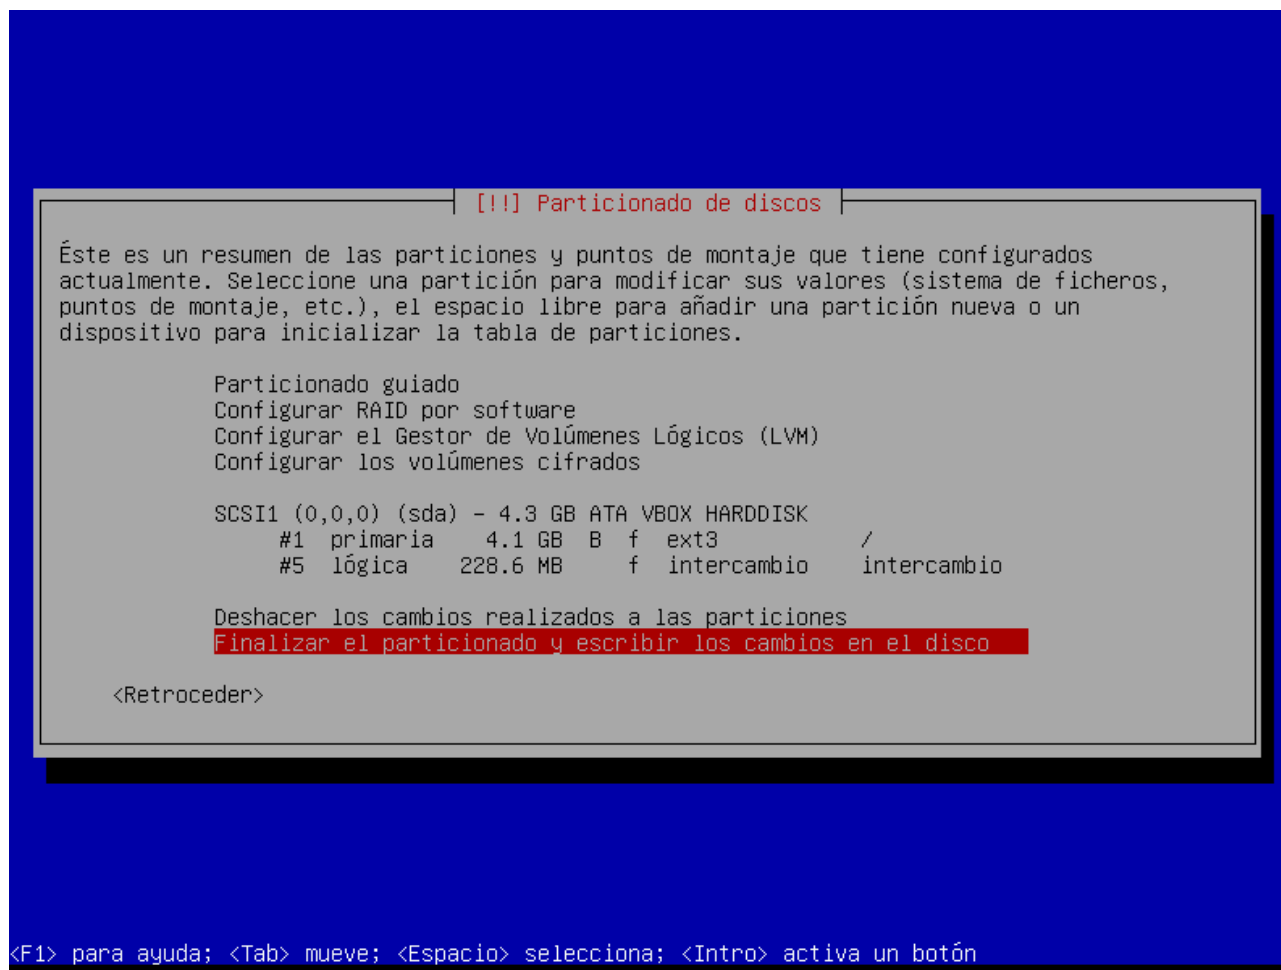 [!!] Particionado de discos
Éste es un resumen de las particiones y puntos de montaje que tiene configurados
actualmente. Seleccione una partición para modificar sus valores (sistema de ficheros,
puntos de montaje, etc.), el espacio libre para añadir una partición nueva o un
dispositivo para inicializar la tabla de particiones.
Particionado guiado
Configurar RAID por software
Configurar el Gestor de Volúmenes Lógicos (LVM)
Configurar los volúmenes cifrados
SCSI1 (0,0,0) (sda) – 4.3 GB ATA VBOX HARDDISK
#1 primaria 4.1 GB B f ext3 /
#5 lógica 228.6 MB f intercambio intercambio
Deshacer los cambios realizados a las particiones
Finalizar el particionado y escribir los cambios en el disco
<Retroceder>
<F1> para ayuda; <Tab> mueve; <Espacio> selecciona; <Intro> activa un botón